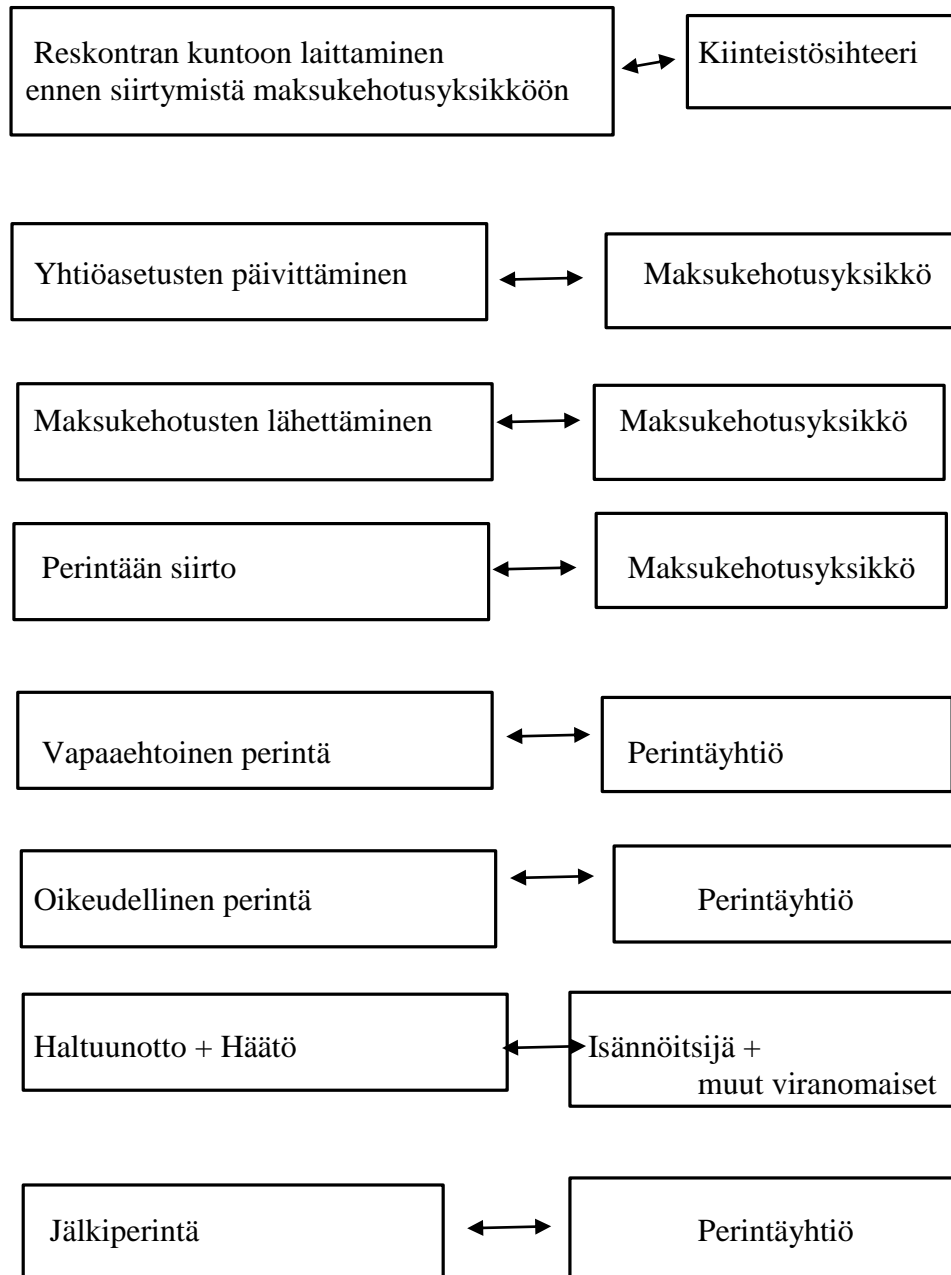 Reskontran kuntoon laittaminen
ennen siirtymistä maksukehotusyksikköön
Kiinteistösihteeri
Yhtiöasetusten päivittäminen
Maksukehotusyksikkö
Maksukehotusten lähettäminen
Maksukehotusyksikkö
Perintään siirto
Maksukehotusyksikkö
Vapaaehtoinen perintä
Perintäyhtiö
Oikeudellinen perintä
Perintäyhtiö
Haltuunotto + Häätö
Isännöitsijä +
muut viranomaiset
Jälkiperintä
Perintäyhtiö